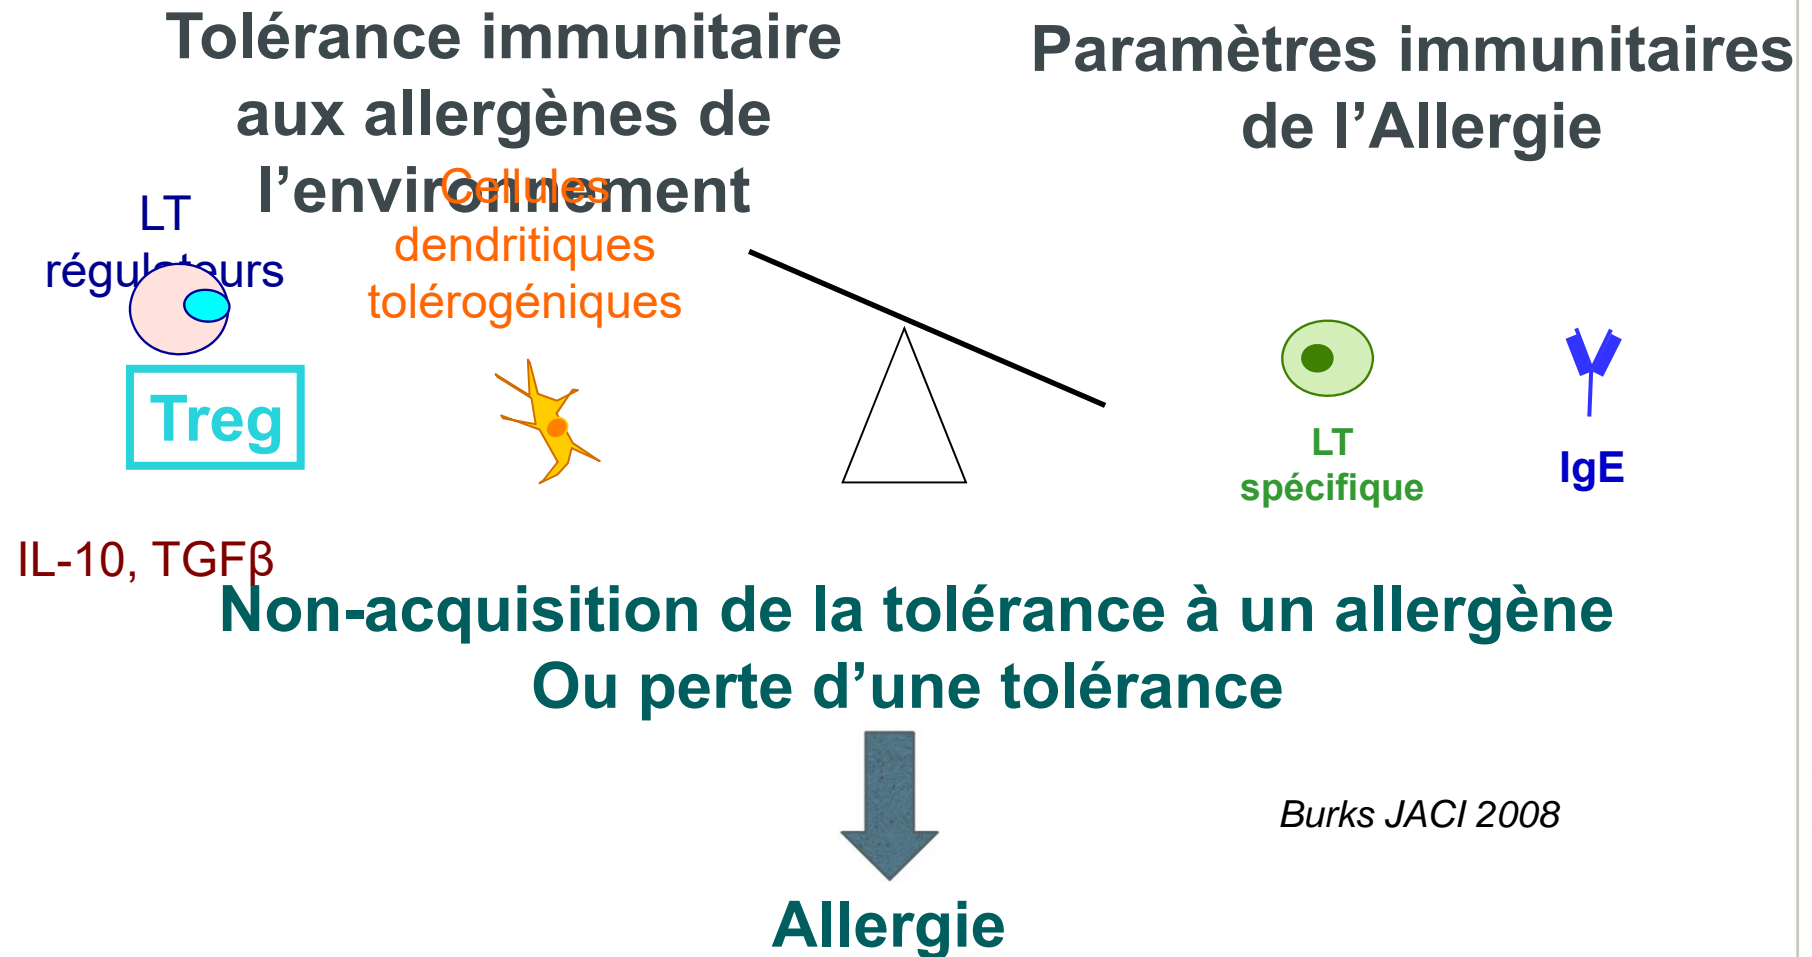 Tolérance immunitaire
aux allergènes de
l’environnement
Paramètres immunitaires
de l’Allergie
LT
régulateurs
Cellules
dendritiques
tolérogéniques
Treg
LT
spécifique
IgE
IL-10, TGFβ
Non-acquisition de la tolérance à un allergène
Ou perte d’une tolérance
Burks JACI 2008
Allergie